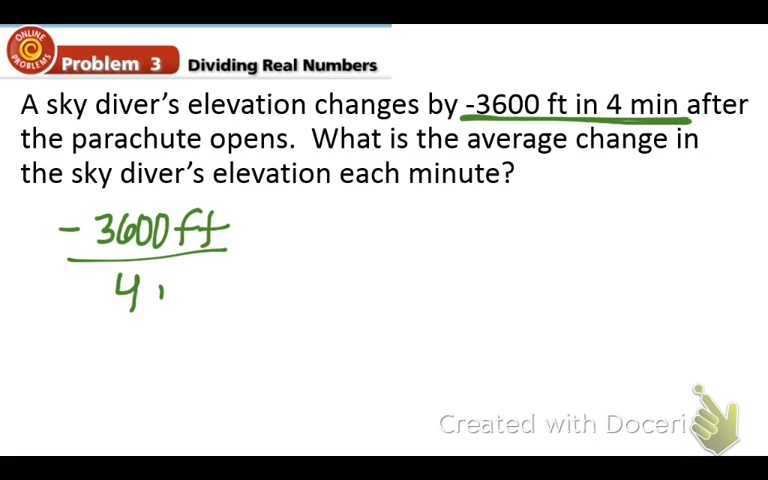 ONLINE
PROBLEMS
Problem 3 Dividing Real Numbers
A sky diver's elevation changes by -3600 ft in 4 min after
the parachute opens. What is the average change in
the sky diver's elevation each minute?
- 3600 ft
4
Created with Doceri